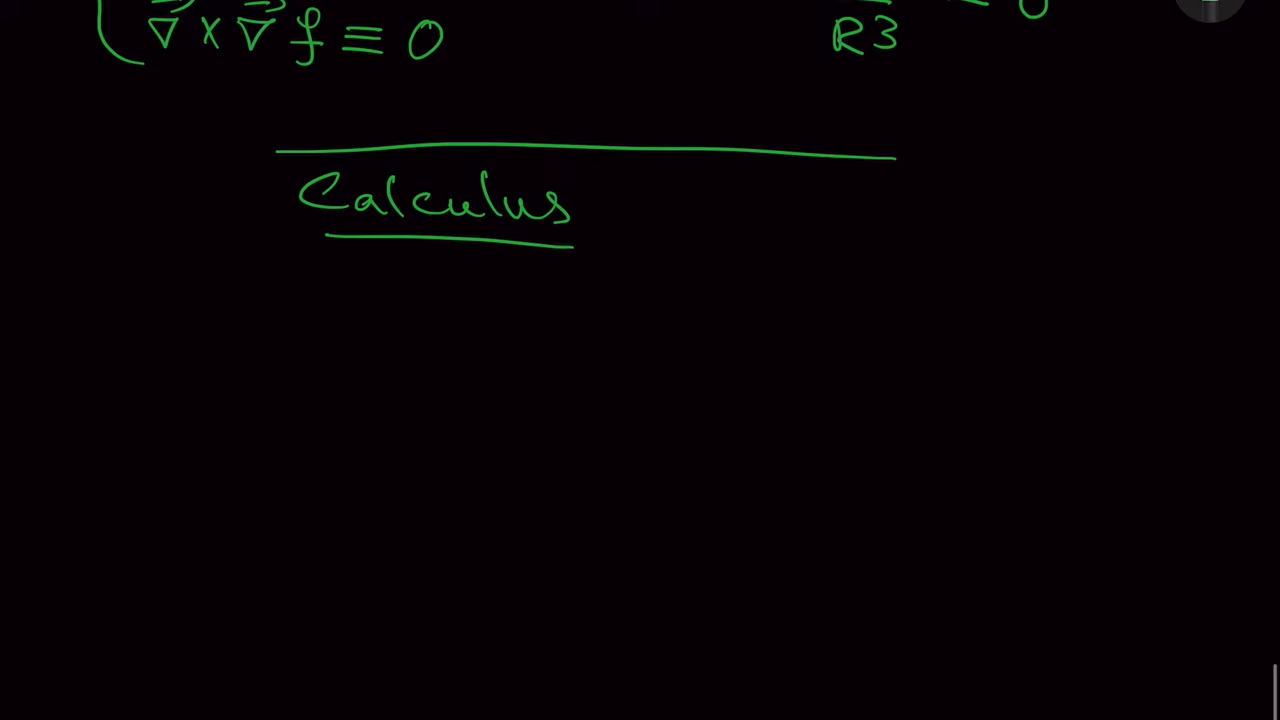 ∇⃗ × ∇⃗ f ≡ 0
R3
Calculus